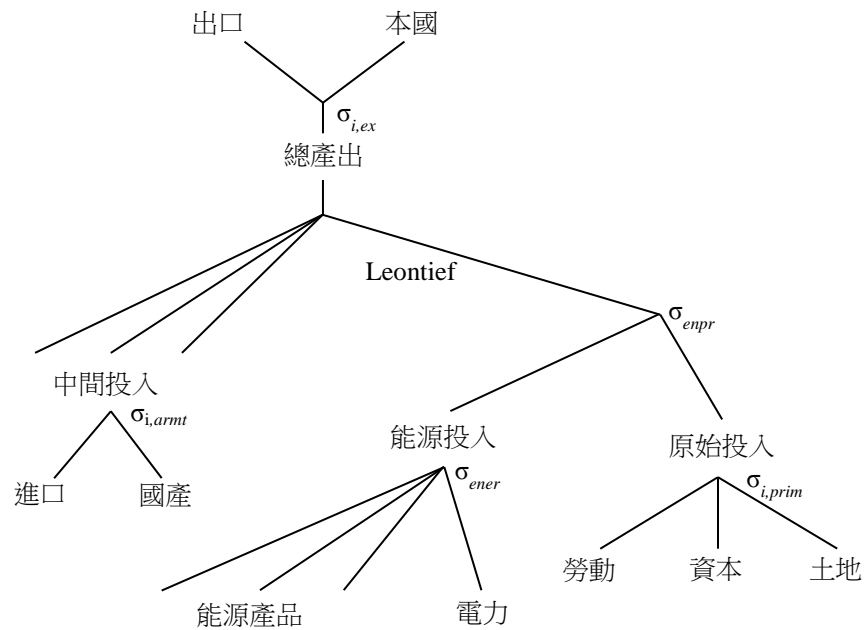 出口 本國
σi,ex
總產出
Leontief
σenpr
中間投入
σi,armt
能源投入 原始投入
進口 國產 σener σi,prim
勞動 資本 土地
能源產品 電力